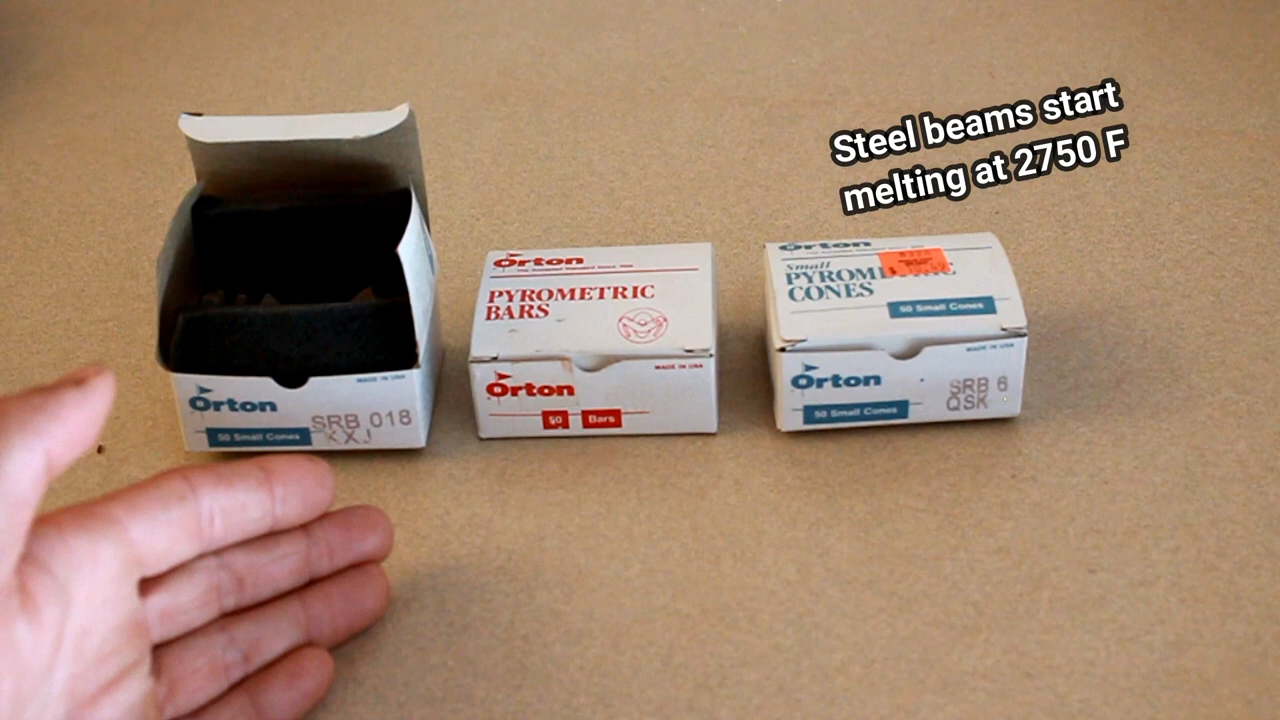 Steel beams start
melting at 2750 F
Orton
MADE IN USA
50 Small Cones
SRB 018
KXJ
Orton
PYROMETRIC
BARS
Orton
MADE IN USA
50 Bars
Orton
Small
CONES
50 Small Cones
Orton
MADE IN USA
50 Small Cones
SRB 6
QSK